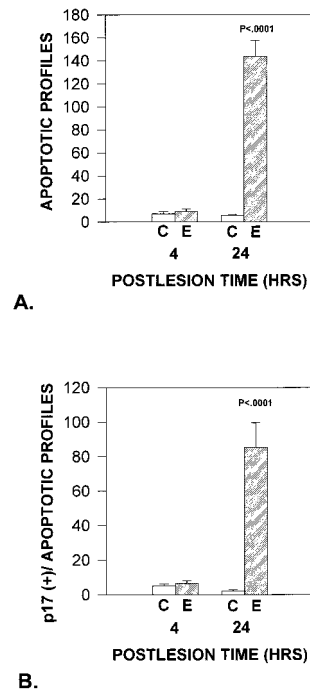 180
160
140
120
100
80
60
40
20
0
APOPTOTIC PROFILES
P<.0001
C E C E
4 24
POSTLESION TIME (HRS)
A.
120
100
80
60
40
20
0
p17 (+)/ APOPTOTIC PROFILES
P<.0001
C E C E
4 24
POSTLESION TIME (HRS)
B.